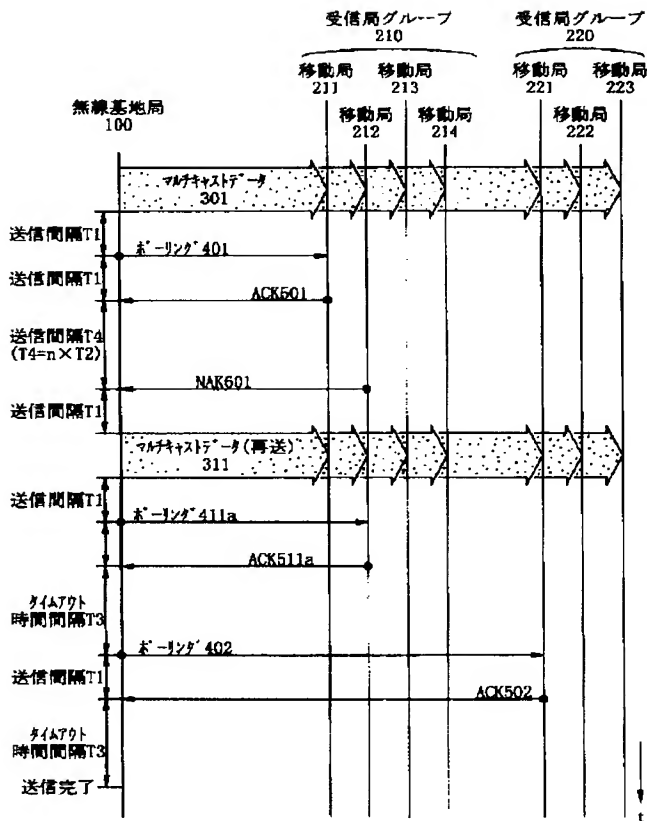 受信局グループ
210
受信局グループ
220
移動局
211
移動局
213
移動局
221
移動局
223
無線基地局
100
移動局
212
移動局
214
移動局
222
マルチキャストデータ
301
送信間隔T1
ポーリング401
送信間隔T1
ACK501
送信間隔T4
(T4=n×T2)
NAK601
送信間隔T1
マルチキャストデータ(再送)
311
送信間隔T1
ポーリング411a
ACK511a
タイムアウト
時間間隔T3
ポーリング402
送信間隔T1
ACK502
タイムアウト
時間間隔T3
送信完了
t